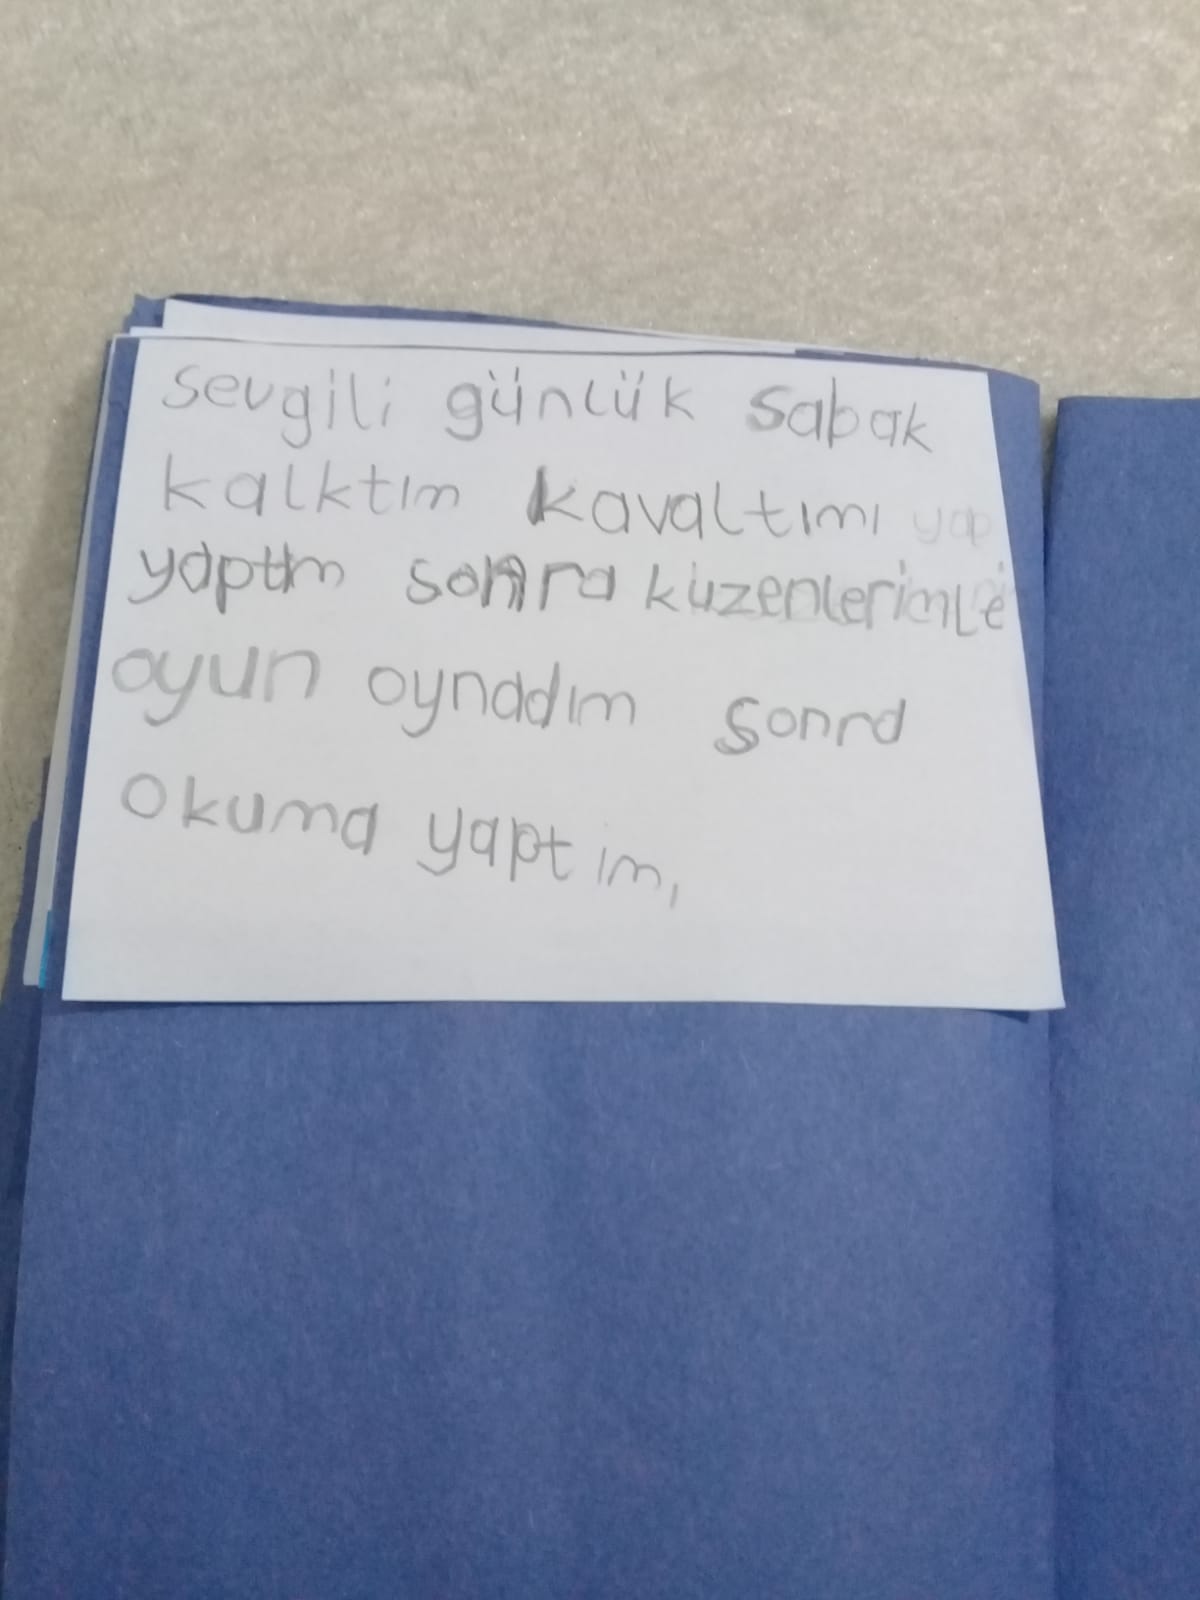 sevgili günlük sabak
kalktım kavaltımı yap
yaptım sonra kuzenlerimle
oyun oynadım sonra
okuma yaptım,